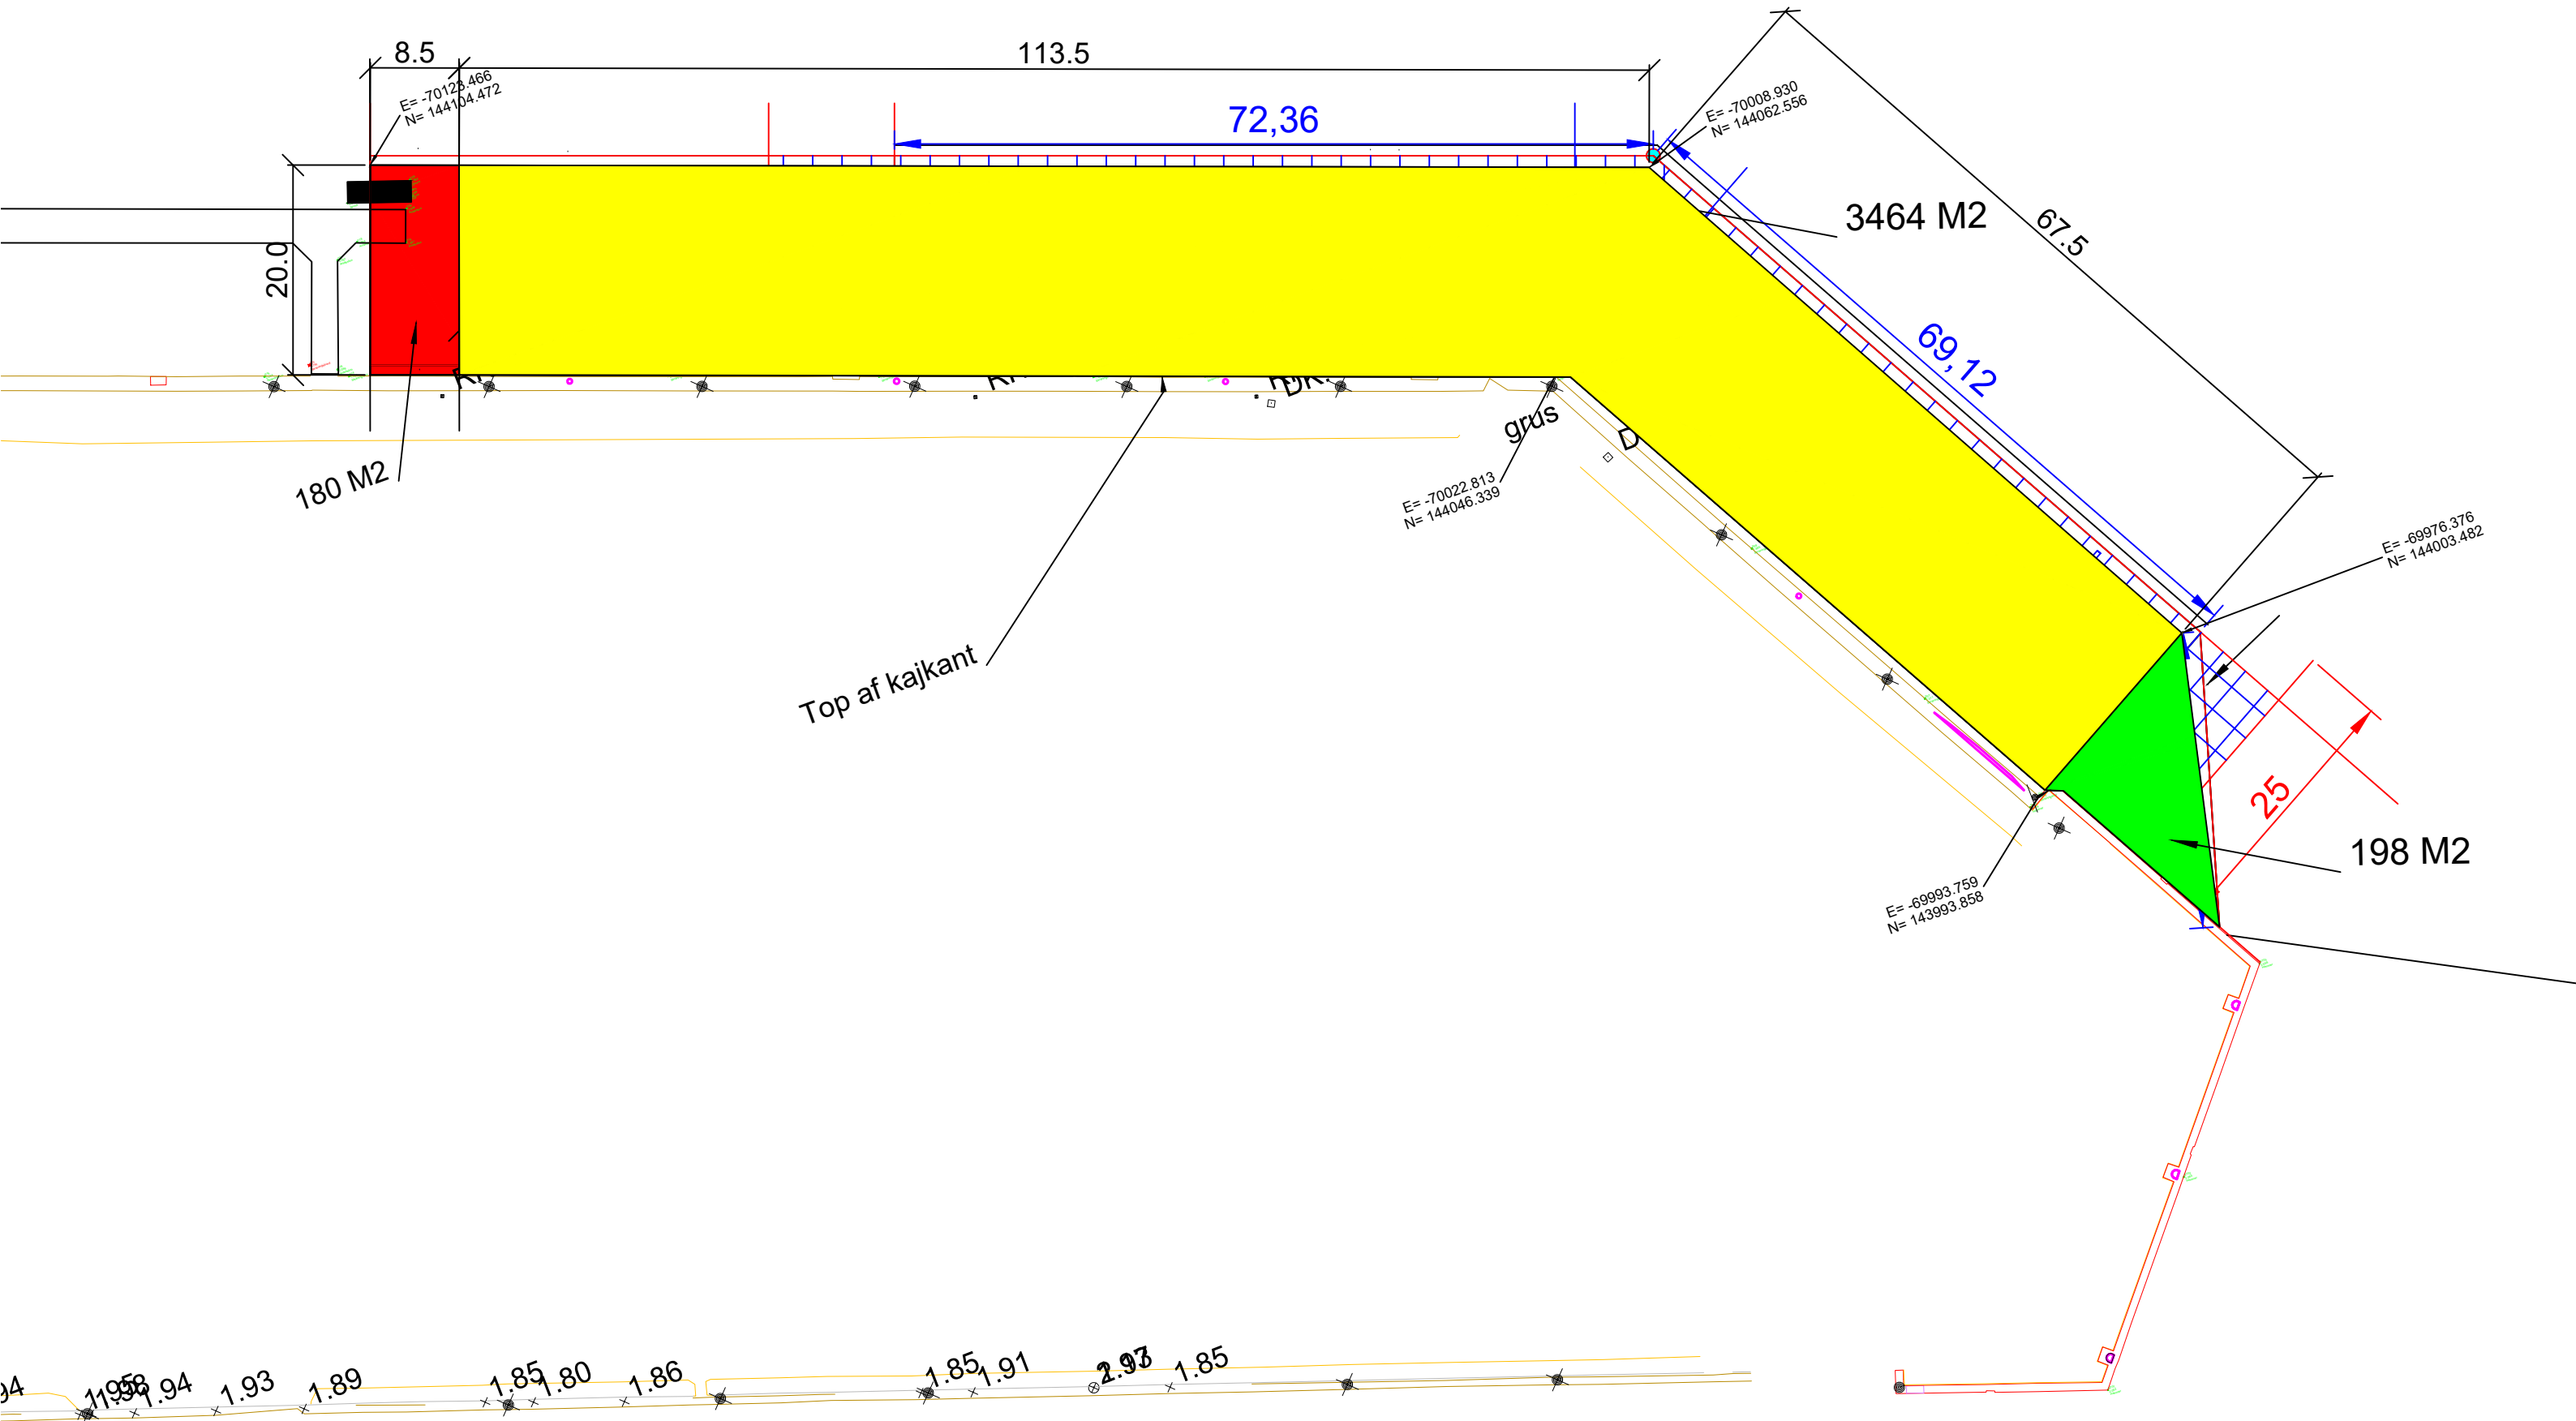 8.5
113.5
E= -70123.466
N= 144104.472
72,36
E= -70008.930
N= 144062.556
3464 M2
67.5
20.0
69,12
180 M2
grus
D
E= -70022.813
N= 144046.339
E= -69976.376
N= 144003.482
Top af kajkant
25
198 M2
E= -69993.759
N= 143993.858
94
1.94
1.93
1.89
1.85
1.80
1.86
1.85
1.91
1.85